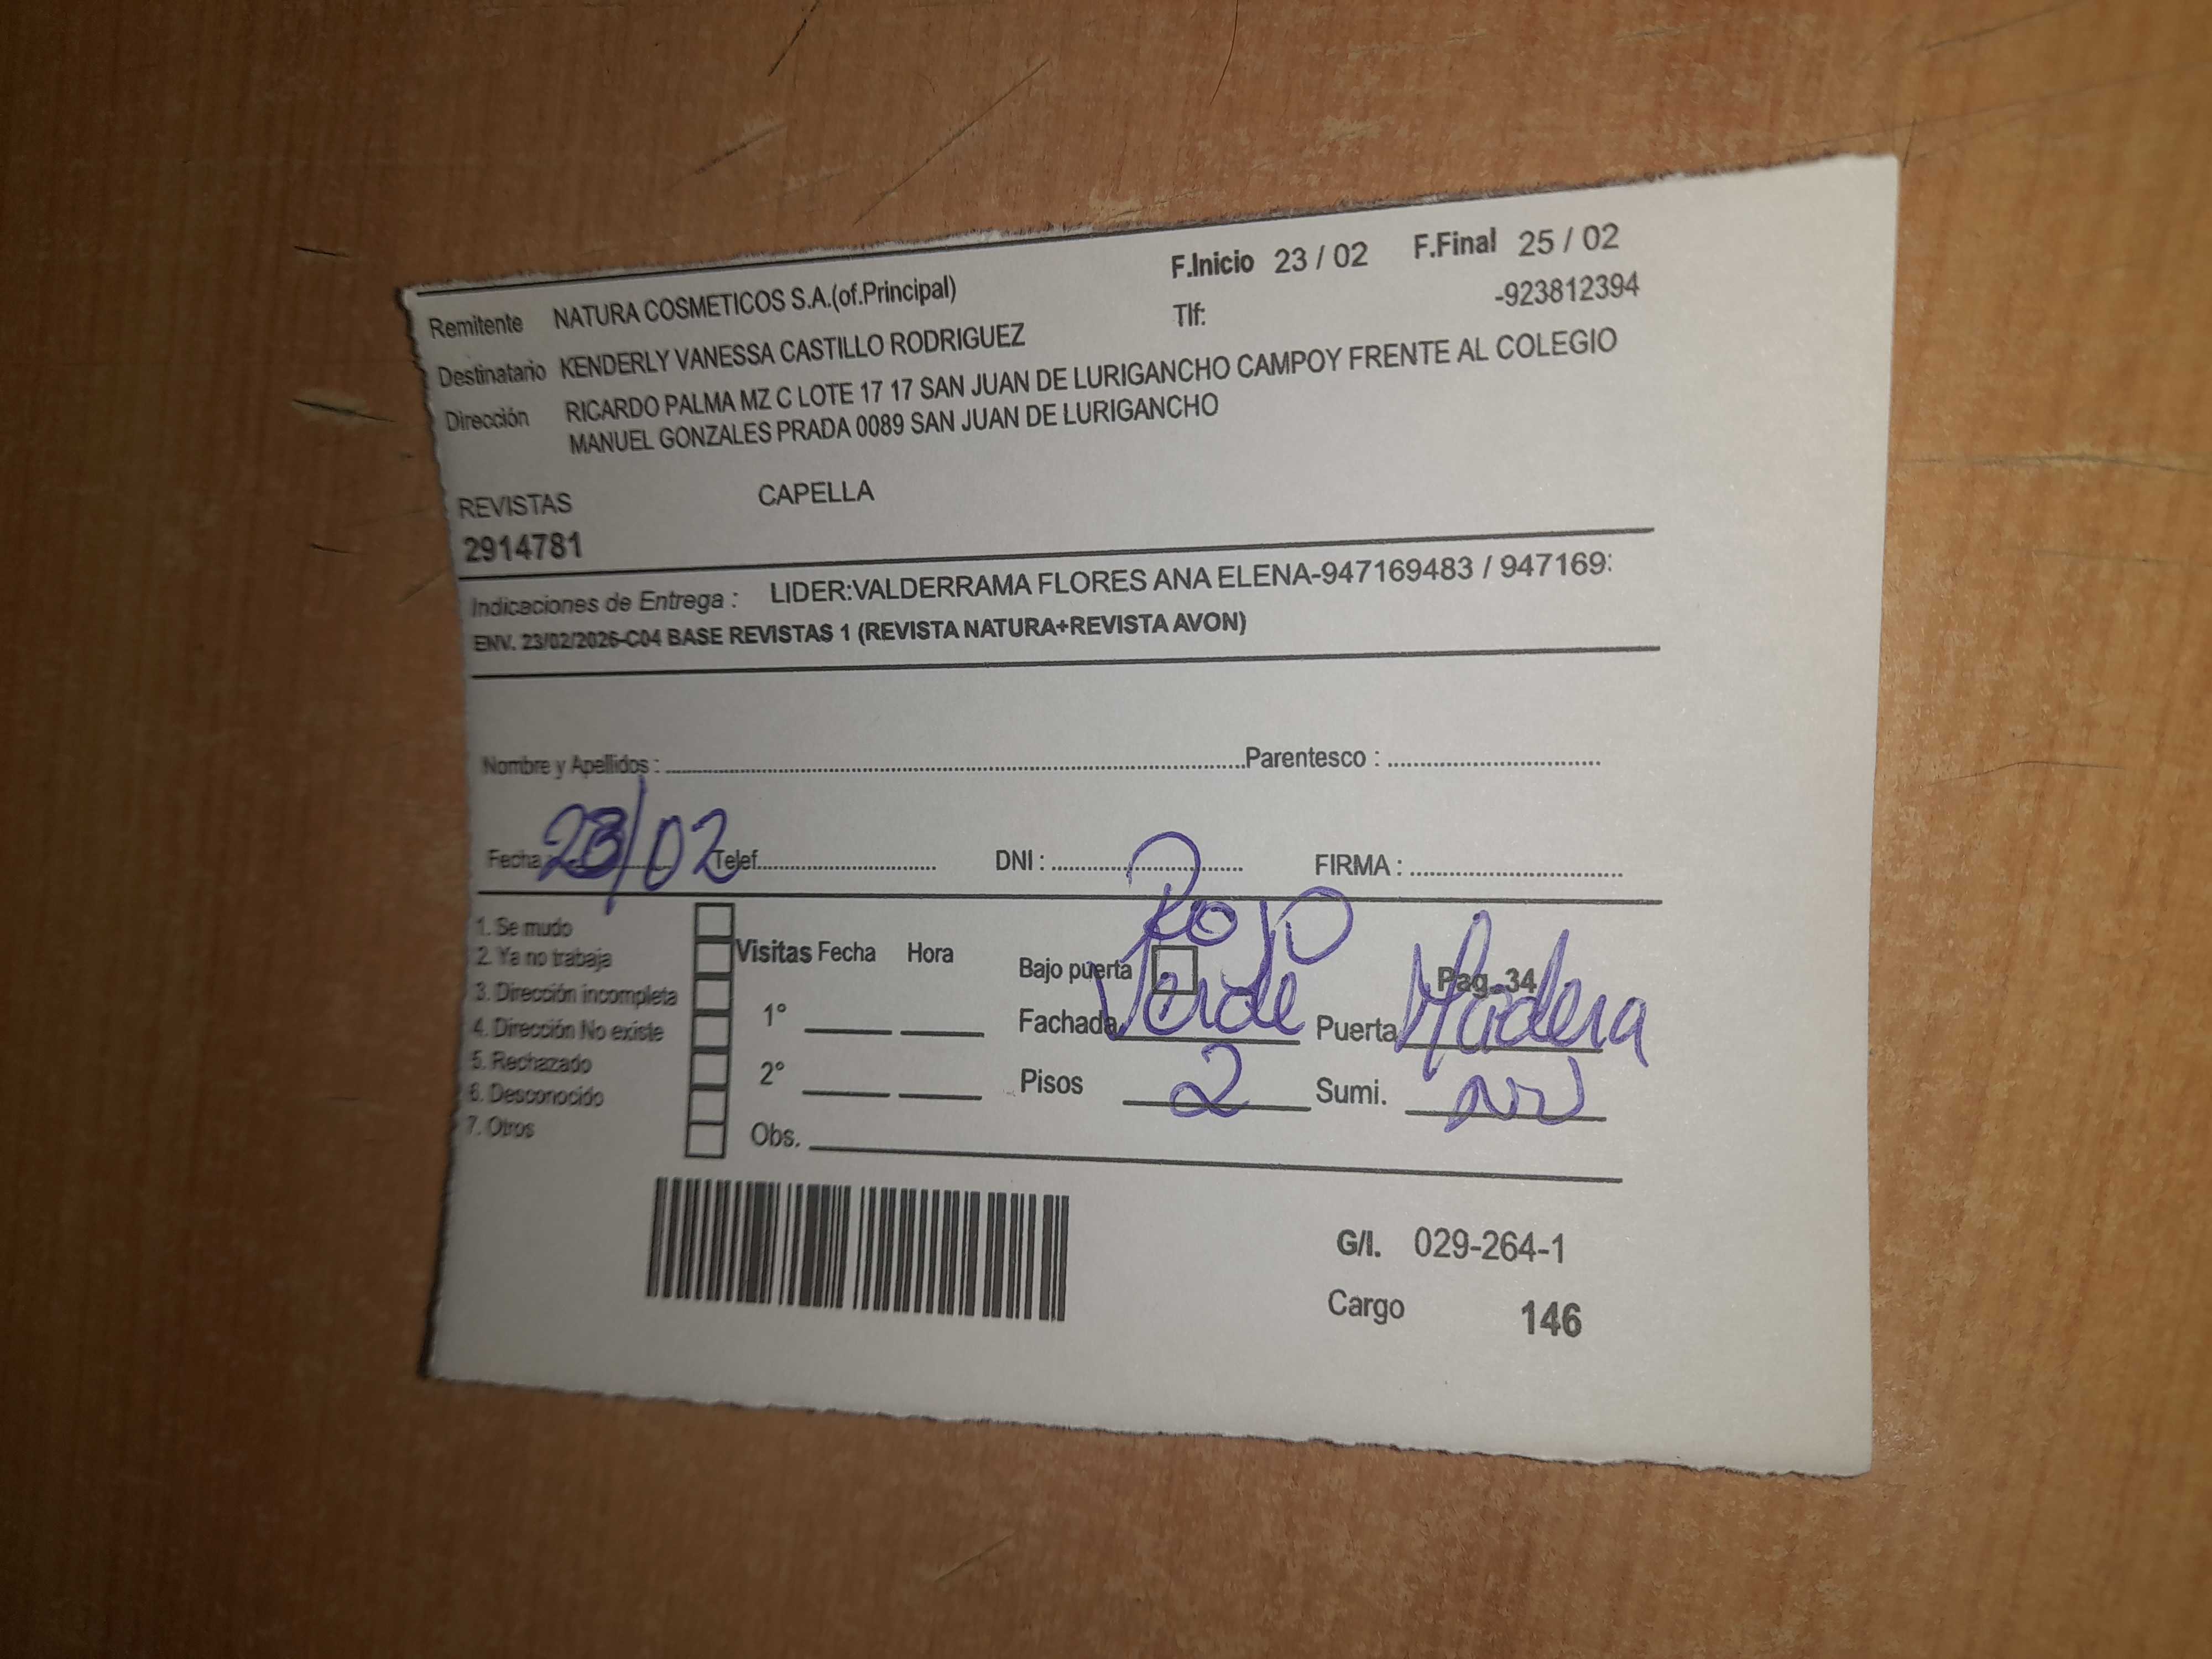 Remitente NATURA COSMETICOS S.A.(of.Principal) F.Inicio 23 / 02 F.Final 25 / 02
Destinatario KENDERLY VANESSA CASTILLO RODRIGUEZ Tlf: -923812394
Dirección RICARDO PALMA MZ C LOTE 17 17 SAN JUAN DE LURIGANCHO CAMPOY FRENTE AL COLEGIO
MANUEL GONZALES PRADA 0089 SAN JUAN DE LURIGANCHO
REVISTAS CAPELLA
2914781
Indicaciones de Entrega : LIDER:VALDERRAMA FLORES ANA ELENA-947169483 / 947169
ENV. 23/02/2026-C04 BASE REVISTAS 1 (REVISTA NATURA+REVISTA AVON)
Nombre y Apellidos : Parentesco :
Fecha 23/02 Telef. DNI : FIRMA :
1. Se mudo Rojo
2. Ya no trabaja Visitas Fecha Hora Bajo puerta Pag. 34
3. Dirección incompleta 1° Fachada Verde Puerta Madera
4. Dirección No existe
5. Rechazado 2° Pisos 2 Sumi.
6. Desconocido
7. Otros Obs.
G/I. 029-264-1
Cargo 146